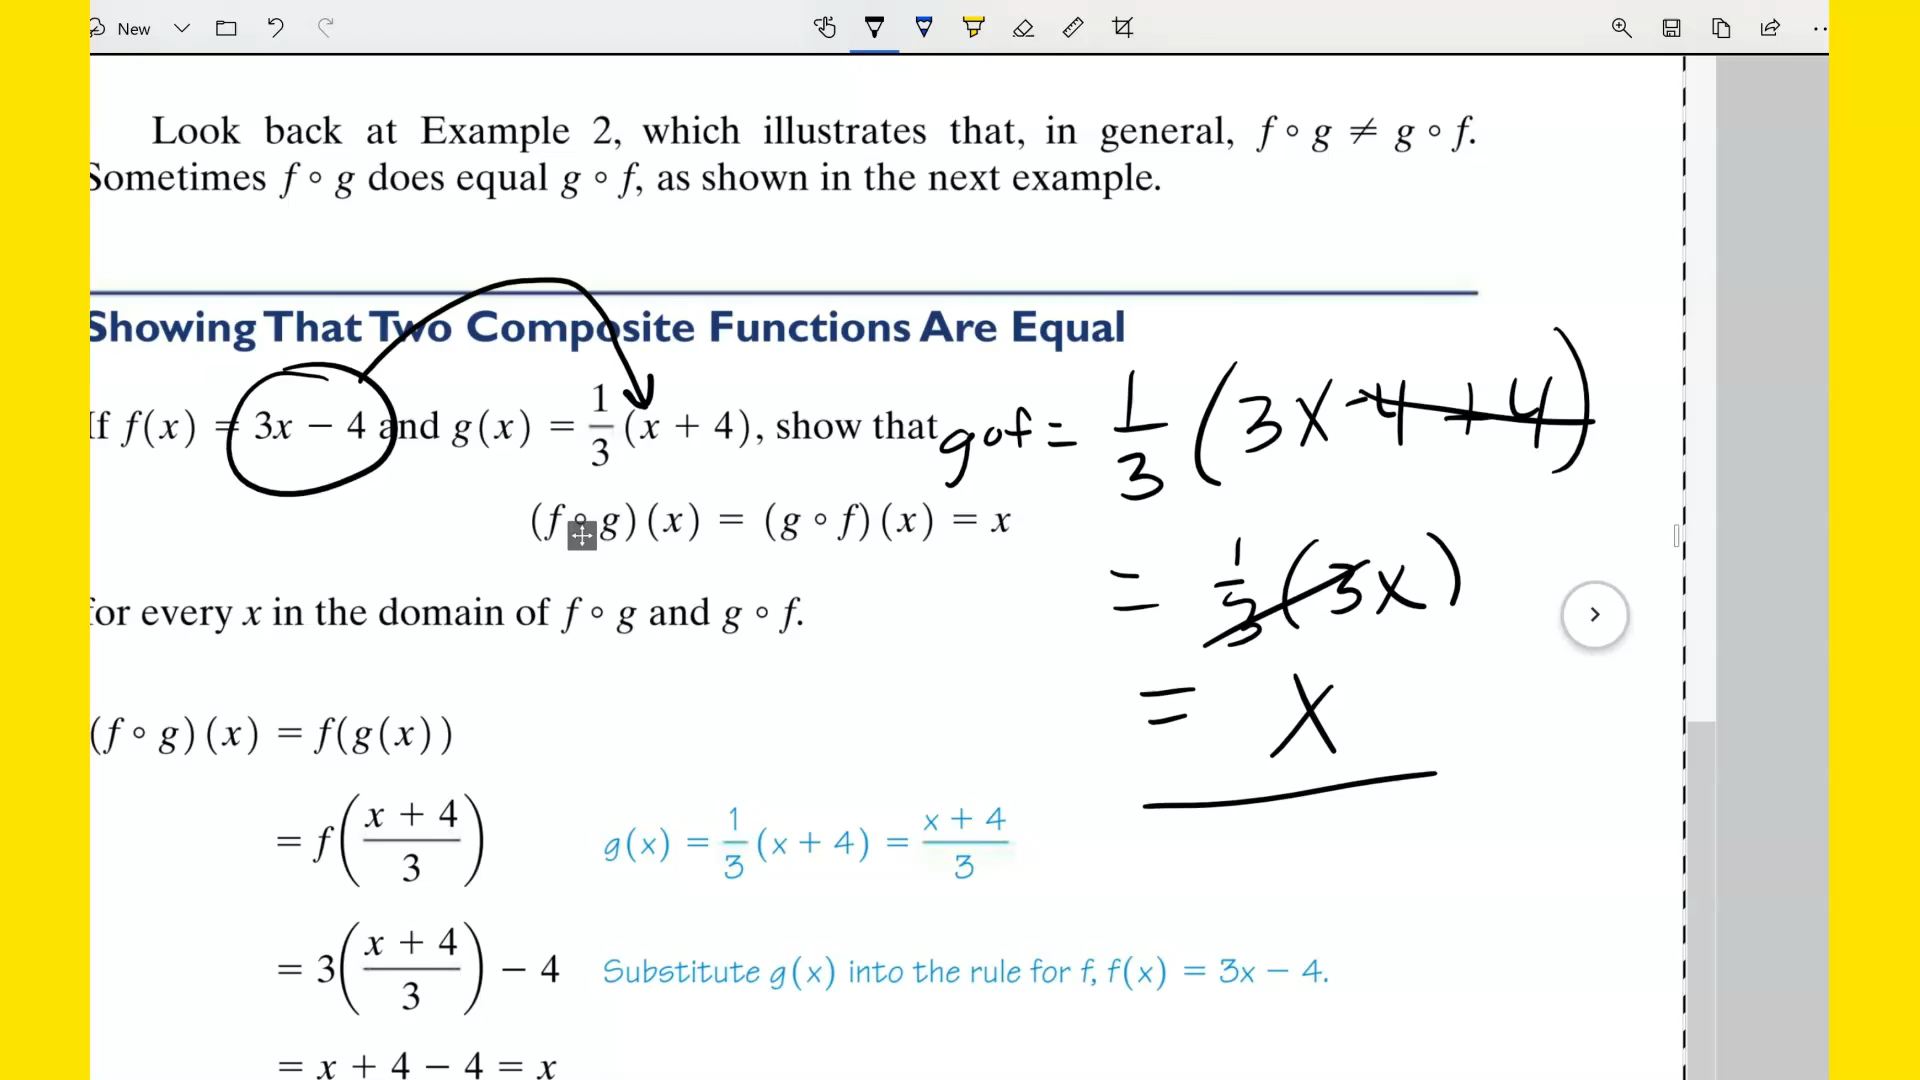 New
Look back at Example 2, which illustrates that, in general, f ∘ g ≠ g ∘ f.
Sometimes f ∘ g does equal g ∘ f, as shown in the next example.
Showing That Two Composite Functions Are Equal
If f(x) = 3x − 4 and g(x) = 1/3 (x + 4), show that
gof = 1/3 (3x - 4 + 4)
(f ∘ g)(x) = (g ∘ f)(x) = x
= 1/3 (3x)
for every x in the domain of f ∘ g and g ∘ f.
= x
(f ∘ g)(x) = f(g(x))
= f((x + 4)/3)
g(x) = 1/3 (x + 4) = (x + 4)/3
= 3((x + 4)/3) − 4
Substitute g(x) into the rule for f, f(x) = 3x − 4.
= x + 4 − 4 = x